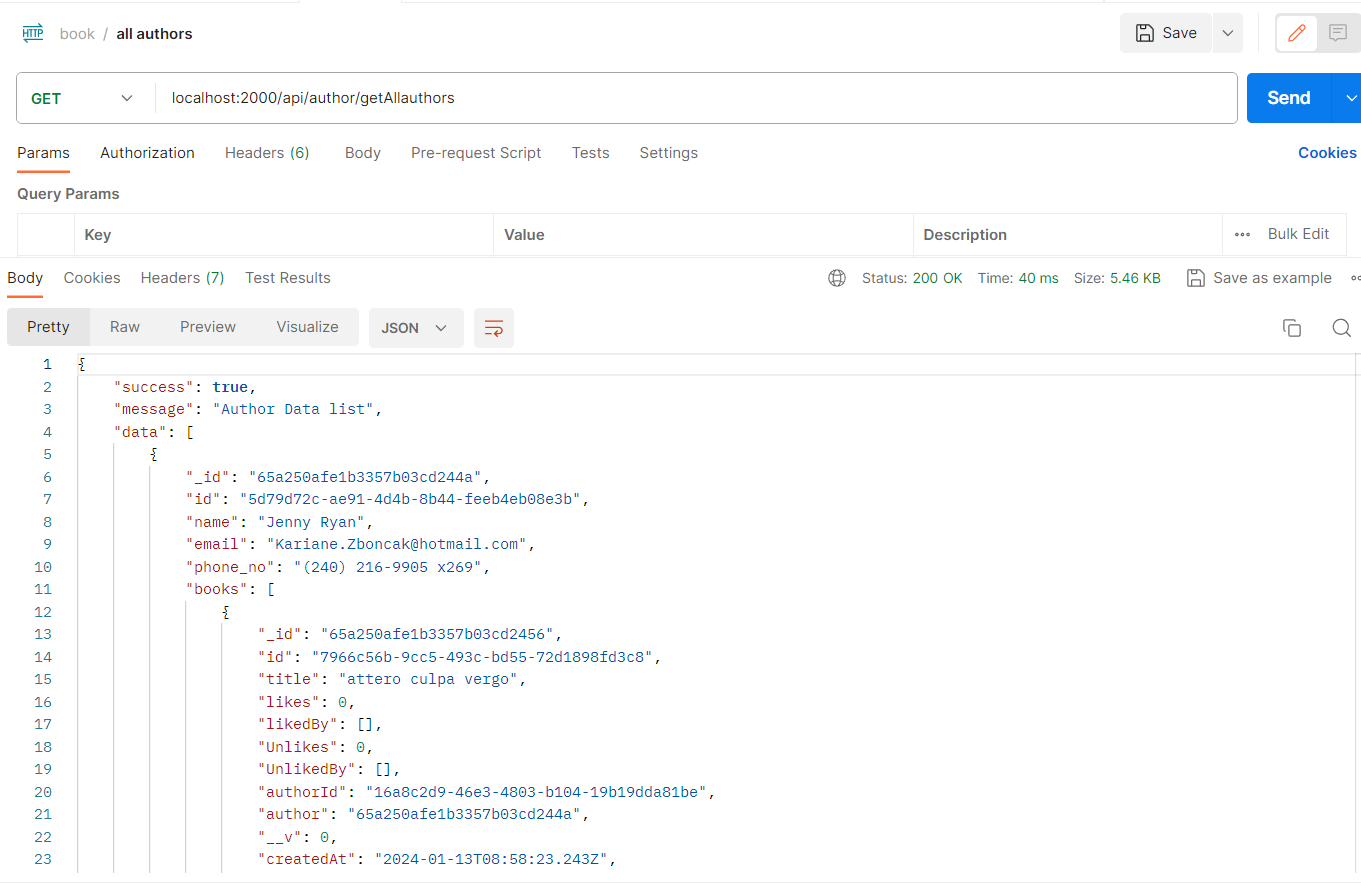 HTTP book / all authors Save
GET localhost:2000/api/author/getAllauthors Send
Params Authorization Headers (6) Body Pre-request Script Tests Settings Cookies
Query Params
Key Value Description Bulk Edit
Body Cookies Headers (7) Test Results Status: 200 OK Time: 40 ms Size: 5.46 KB Save as example
Pretty Raw Preview Visualize JSON
1 {
2 "success": true,
3 "message": "Author Data list",
4 "data": [
5 {
6 "_id": "65a250afe1b3357b03cd244a",
7 "id": "5d79d72c-ae91-4d4b-8b44-feeb4eb08e3b",
8 "name": "Jenny Ryan",
9 "email": "Kariane.Zboncak@hotmail.com",
10 "phone_no": "(240) 216-9905 x269",
11 "books": [
12 {
13 "_id": "65a250afe1b3357b03cd2456",
14 "id": "7966c56b-9cc5-493c-bd55-72d1898fd3c8",
15 "title": "attero culpa vergo",
16 "likes": 0,
17 "likedBy": [],
18 "Unlikes": 0,
19 "UnlikedBy": [],
20 "authorId": "16a8c2d9-46e3-4803-b104-19b19dda81be",
21 "author": "65a250afe1b3357b03cd244a",
22 "__v": 0,
23 "createdAt": "2024-01-13T08:58:23.243Z",